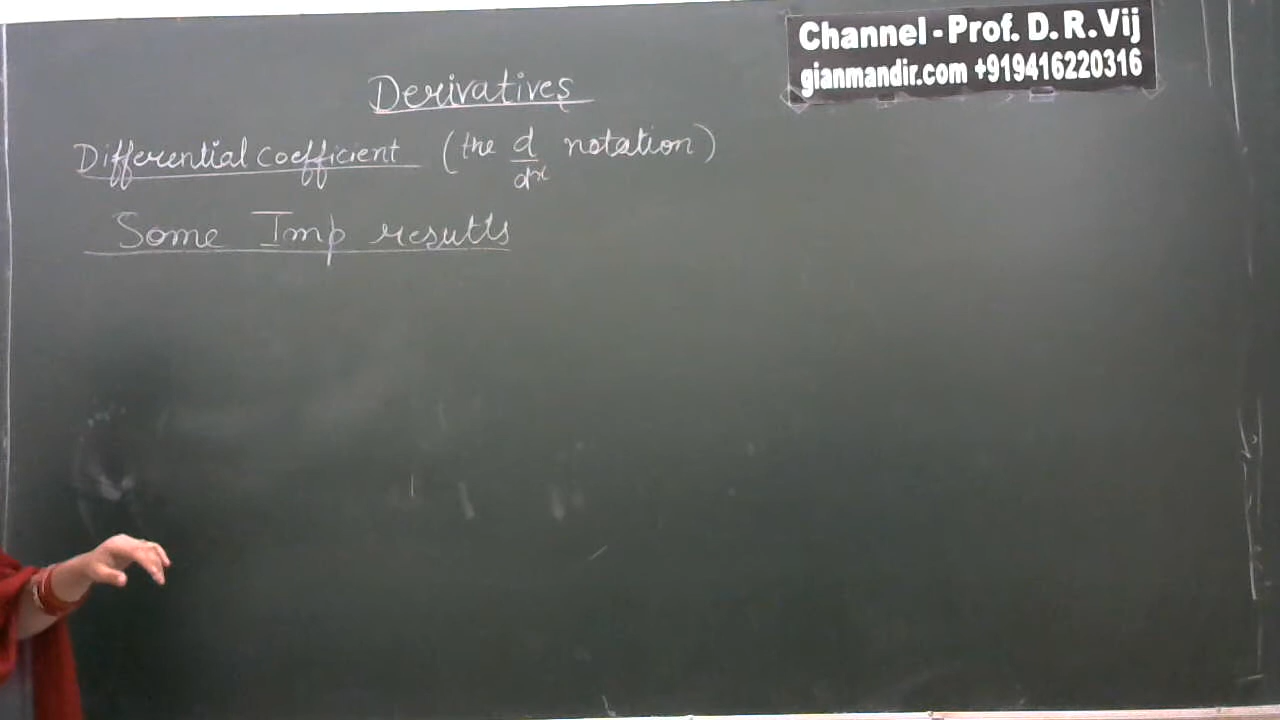 Channel - Prof. D. R. Vij
gianmandir.com +919416220316
Derivatives
Differential coefficient (the d/dx notation)
Some Imp results